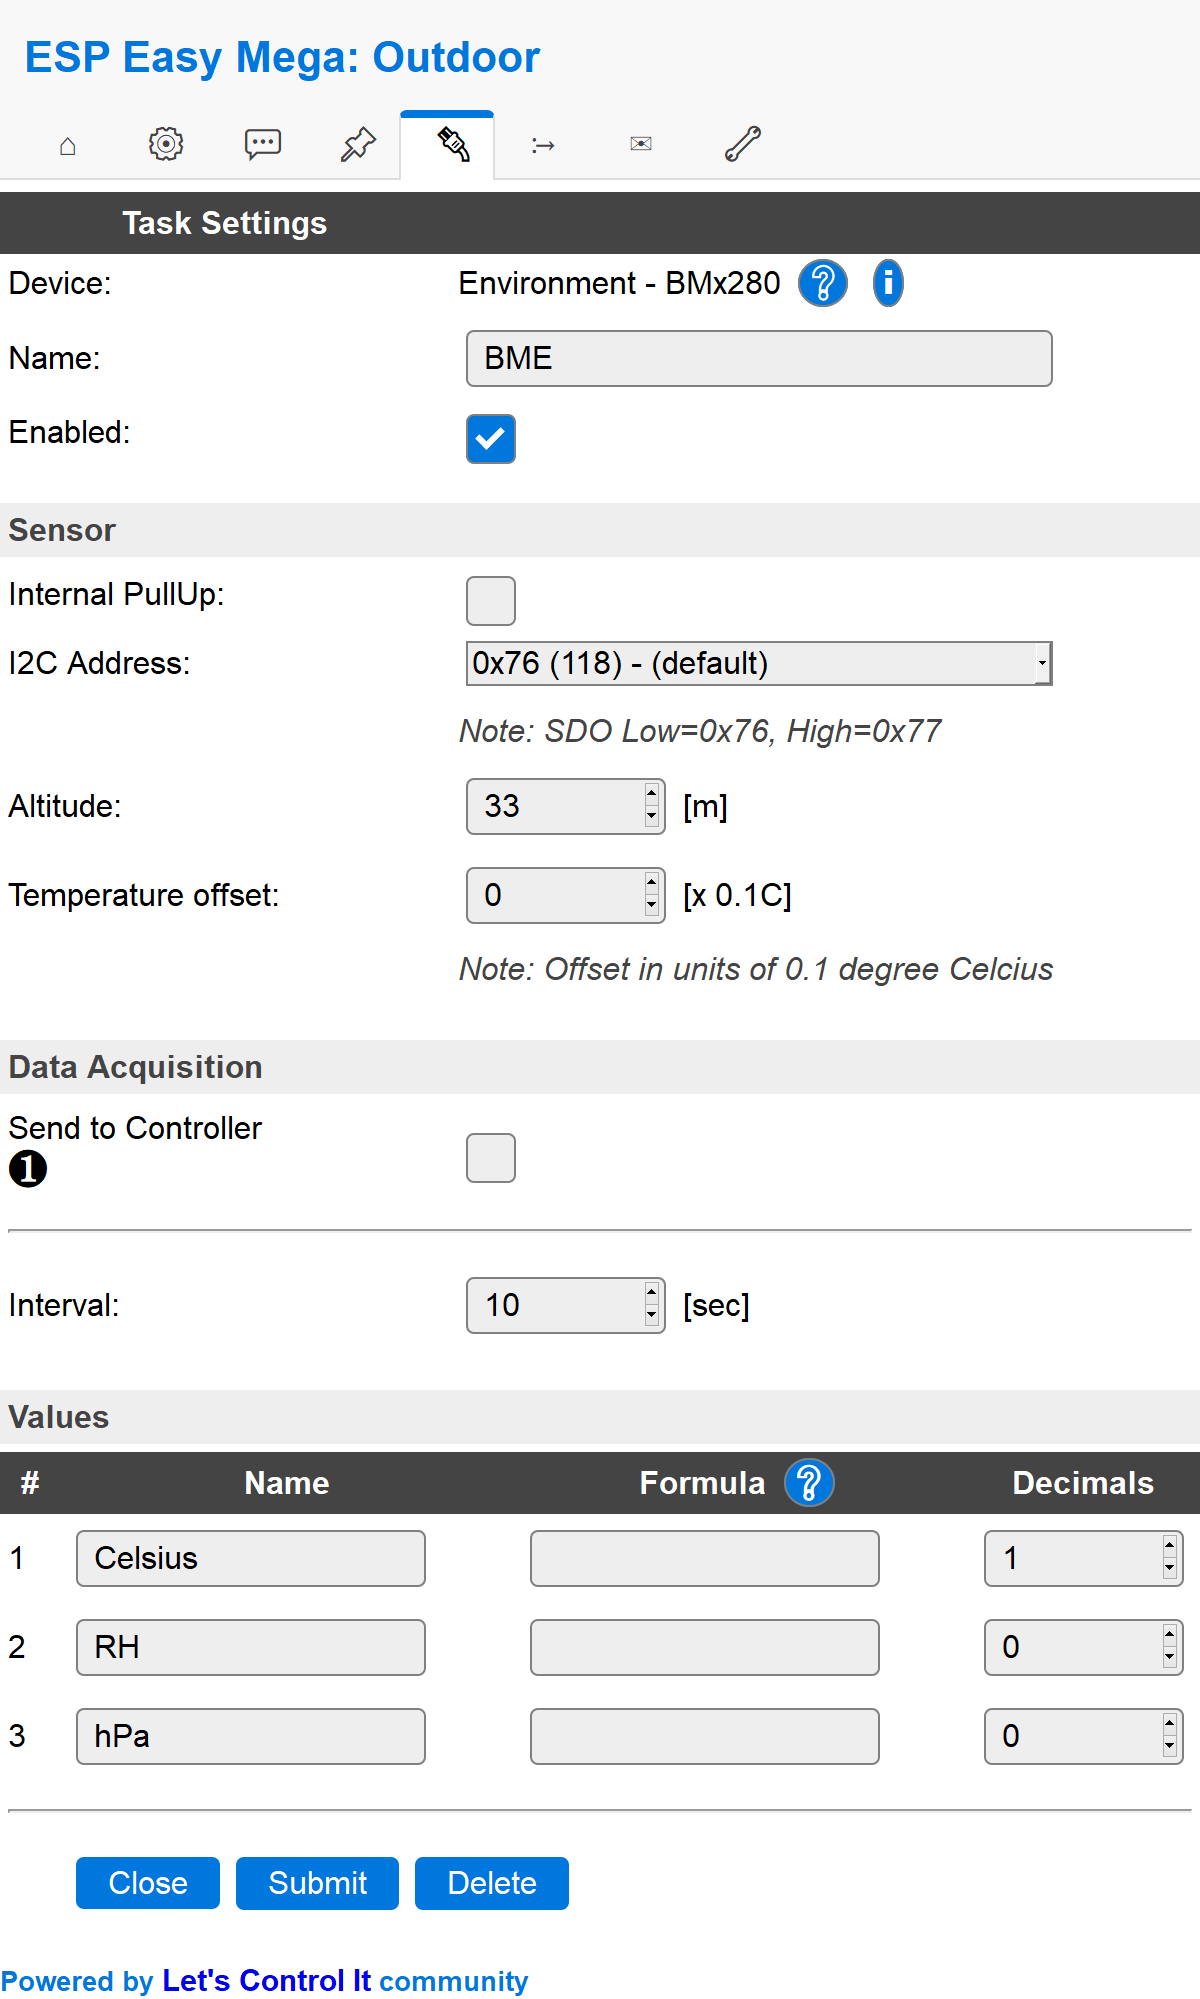 ESP Easy Mega: Outdoor
Task Settings
Device: Environment - BMx280 ? i
Name: BME
Enabled:
Sensor
Internal PullUp:
I2C Address: 0x76 (118) - (default)
Note: SDO Low=0x76, High=0x77
Altitude: 33 [m]
Temperature offset: 0 [x 0.1C]
Note: Offset in units of 0.1 degree Celcius
Data Acquisition
Send to Controller
❶
Interval: 10 [sec]
Values
# Name Formula ? Decimals
1 Celsius 1
2 RH 0
3 hPa 0
Close Submit Delete
Powered by Let's Control It community